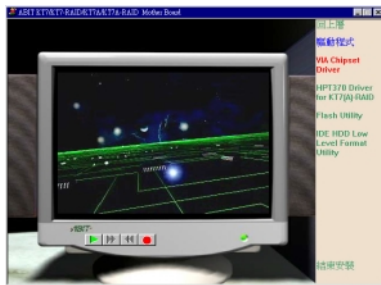 ABIT KT7/KT7-RAID/KT7A/KT7A-RAID Mother Board
回上層
驅動程式
VIA Chipset
Driver
HPT370 Driver
for KT7(A)-RAID
Flash Utility
IDE HDD Low
Level Format
Utility
ABIT
結束安裝